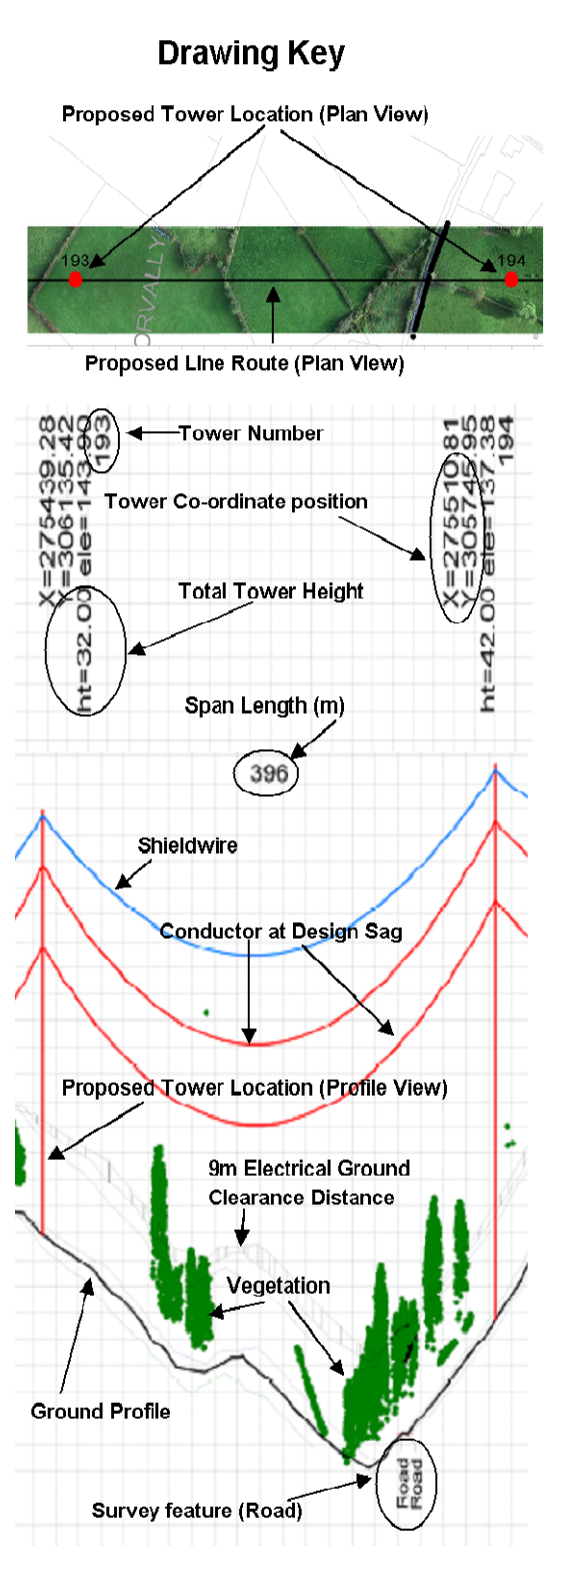 Drawing Key
Proposed Tower Location (Plan View)
193
194
ORVALLY
Proposed Line Route (Plan View)
X=275439.28
Y=306135.42
ht=32.00 ele=143.90
193
Tower Number
Tower Co-ordinate position
Total Tower Height
X=275510.81
Y=305745.95
ht=42.00 ele=137.38
194
Span Length (m)
396
Shieldwire
Conductor at Design Sag
Proposed Tower Location (Profile View)
9m Electrical Ground
Clearance Distance
Vegetation
Ground Profile
Road
Road
Survey feature (Road)